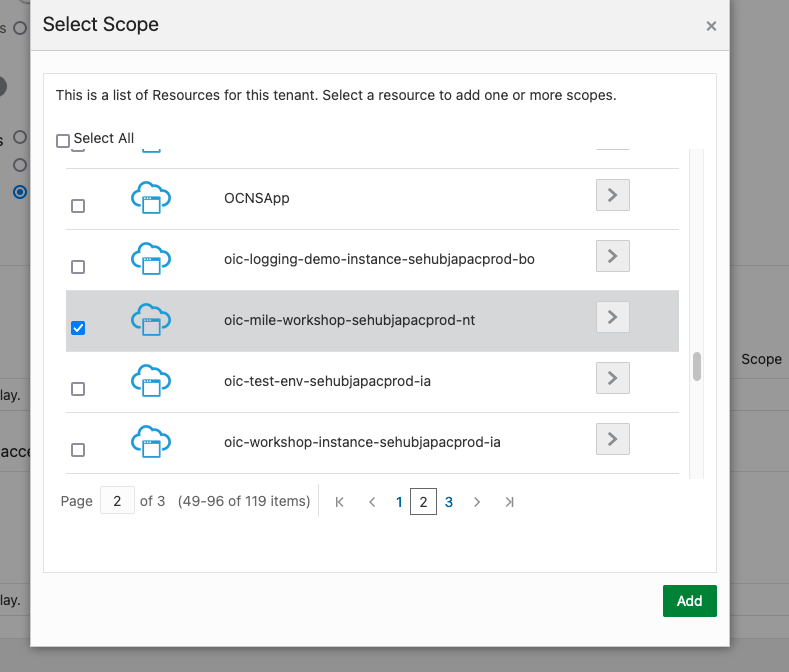 Select Scope
×
This is a list of Resources for this tenant. Select a resource to add one or more scopes.
Select All
OCNSApp
oic-logging-demo-instance-sehubjapacprod-bo
oic-mile-workshop-sehubjapacprod-nt
Scope
oic-test-env-sehubjapacprod-ia
lay.
oic-workshop-instance-sehubjapacprod-ia
acce
Page 2 of 3 (49-96 of 119 items) 1 2 3
Add
lay.